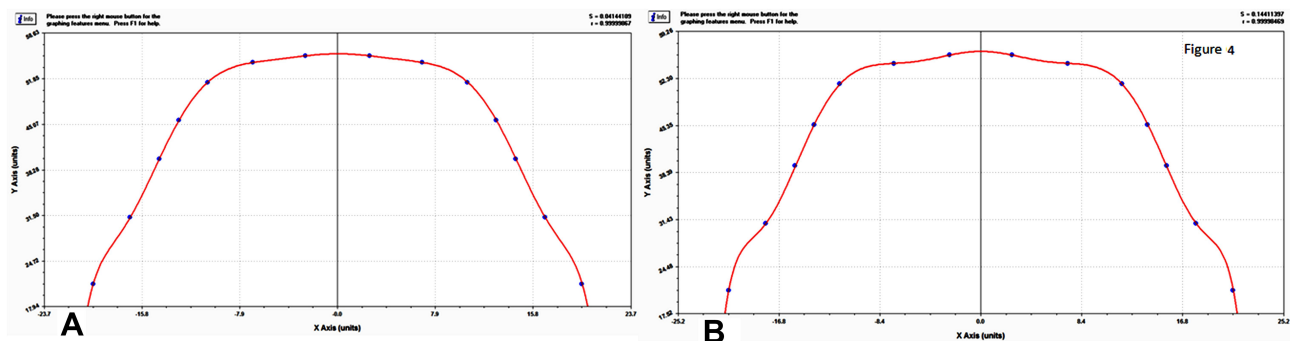 Info
Please press the right mouse button for the
graphing features menu. Press F1 for help.
S = 0.04144109
r = 0.99999867
Y Axis (units)
58.83
51.85
45.07
38.28
31.50
24.72
17.94
-23.7
-15.8
-7.9
-0.0
7.9
15.8
23.7
X Axis (units)
A
Info
Please press the right mouse button for the
graphing features menu. Press F1 for help.
S = 0.14411397
r = 0.99998469
Figure 4
Y Axis (units)
59.26
52.30
45.35
38.39
31.43
24.48
-25.2
-16.8
-8.4
0.0
8.4
16.8
25.2
X Axis (units)
B